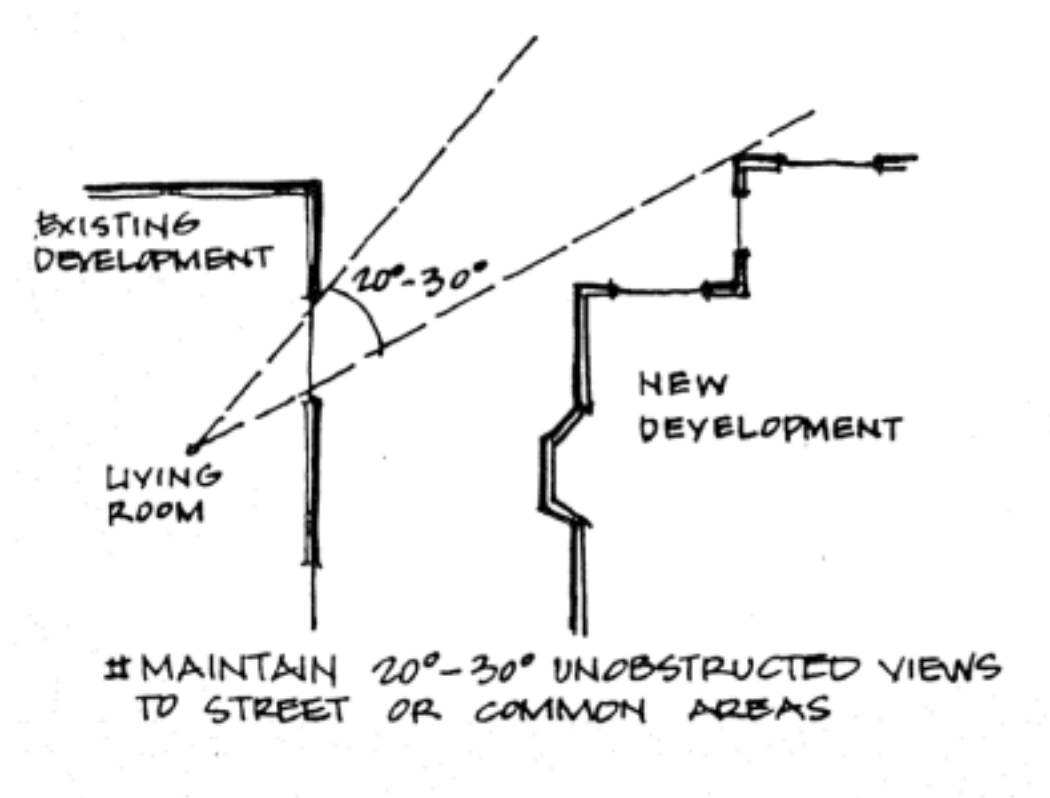 EXISTING
DEVELOPMENT
20°-30°
NEW
DEVELOPMENT
LIVING
ROOM
# MAINTAIN 20°-30° UNOBSTRUCTED VIEWS
TO STREET OR COMMON AREAS